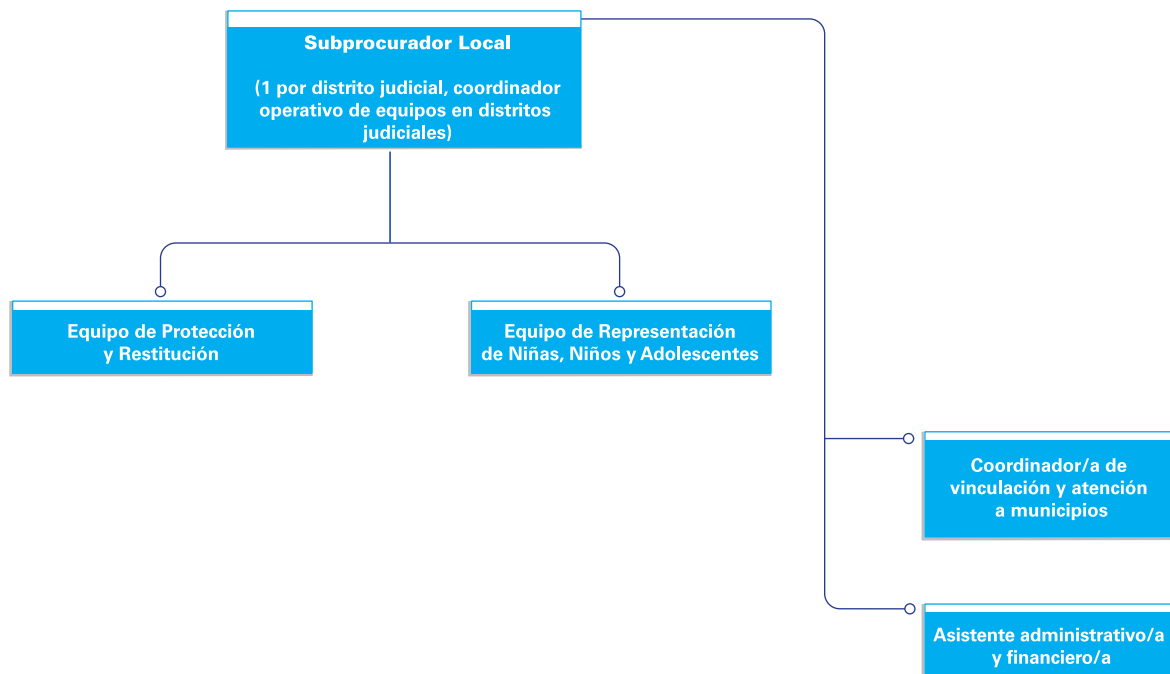 Subprocurador Local
(1 por distrito judicial, coordinador
operativo de equipos en distritos
judiciales)
Equipo de Protección
y Restitución
Equipo de Representación
de Niñas, Niños y Adolescentes
Coordinador/a de
vinculación y atención
a municipios
Asistente administrativo/a
y financiero/a